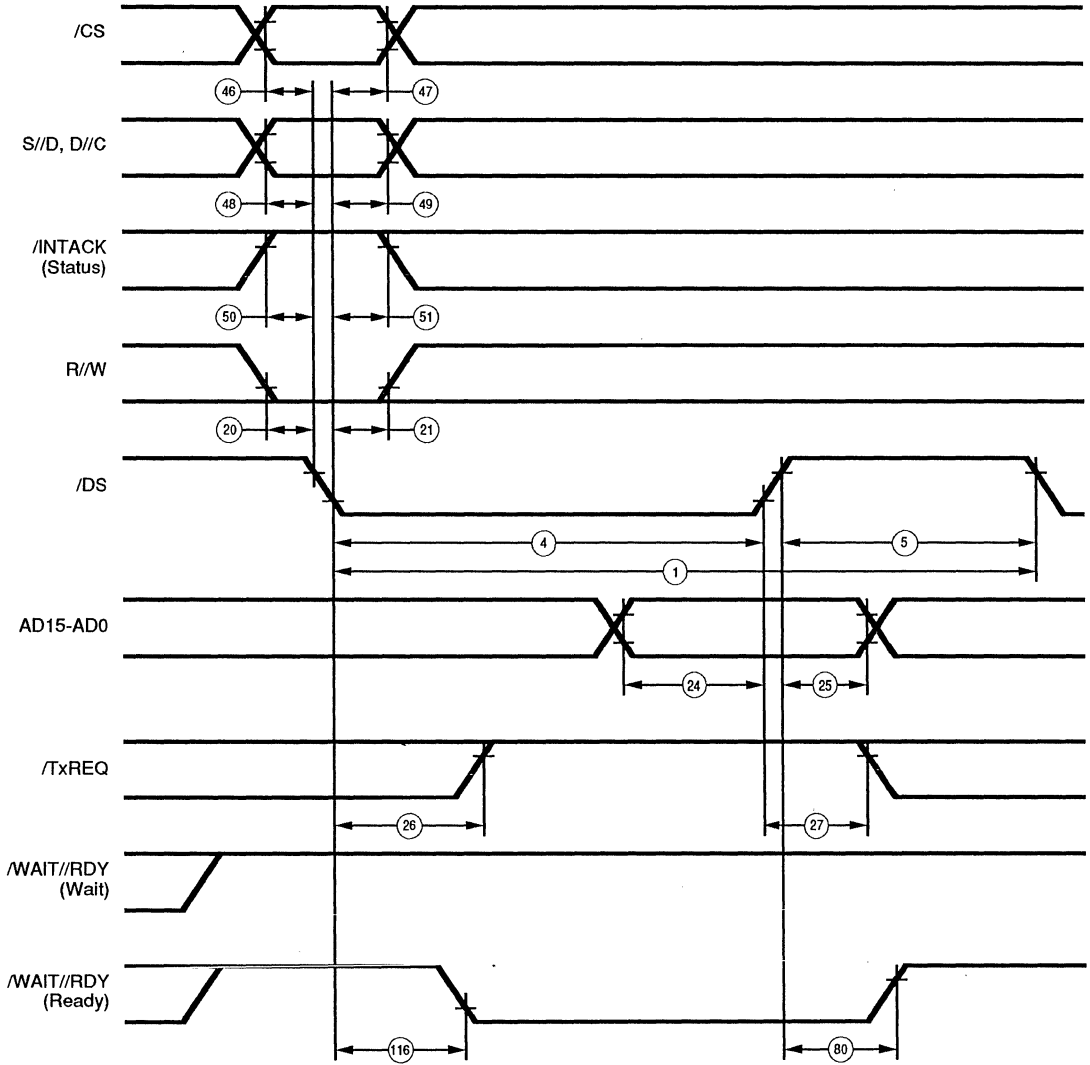 /CS
46
47
S//D, D//C
48
49
/INTACK
(Status)
50
51
R//W
20
21
/DS
4
5
1
AD15-AD0
24
25
/TxREQ
26
27
/WAIT//RDY
(Wait)
/WAIT//RDY
(Ready)
116
80